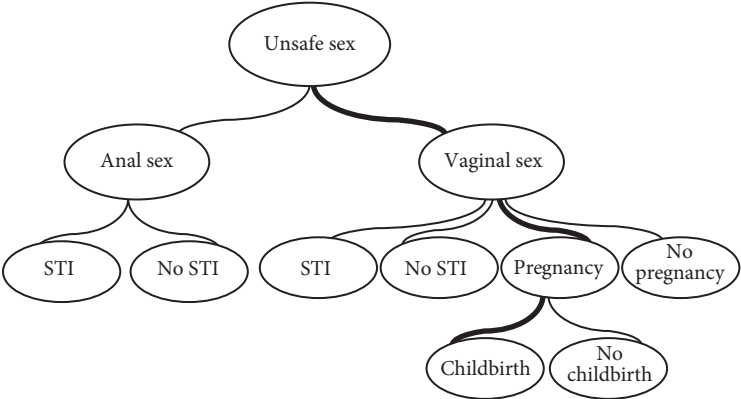 Unsafe sex
Anal sex
Vaginal sex
STI
No STI
STI
No STI
Pregnancy
No
pregnancy
Childbirth
No
childbirth